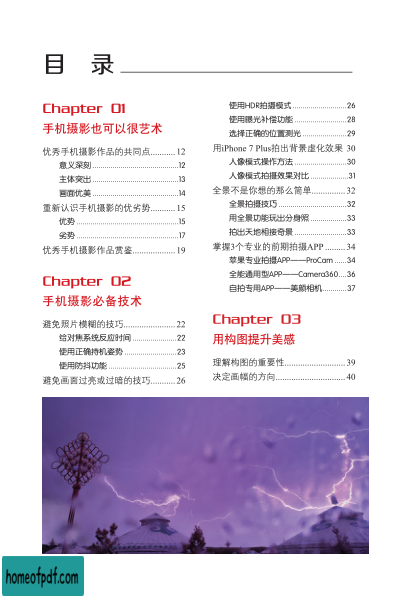 目 录
Chapter 01
手机摄影也可以很艺术
优秀手机摄影作品的共同点...........12
意义深刻......................................12
主体突出......................................13
画面优美......................................14
重新认识手机摄影的优劣势...........15
优势..............................................15
劣势..............................................17
优秀手机摄影作品赏鉴...................19
Chapter 02
手机摄影必备技术
避免照片模糊的技巧.......................22
给对焦系统反应时间....................22
使用正确持机姿势........................23
使用防抖功能................................25
避免画面过亮或过暗的技巧...........26
使用HDR拍摄模式........................26
使用曝光补偿功能........................28
选择正确的位置测光....................29
用iPhone 7 Plus拍出背景虚化效果 30
人像模式操作方法........................30
人像模式拍摄效果对比.................31
全景不是你想的那么简单...............32
全景拍摄技巧................................32
用全景功能玩出分身照.................33
拍出天地相接奇景........................33
掌握3个专业的前期拍摄APP.........34
苹果专业拍摄APP——ProCam......34
全能通用型APP——Camera360....36
自拍专用APP——美颜相机...........37
Chapter 03
用构图提升美感
理解构图的重要性...........................39
决定画幅的方向...............................40
homeofpdf.com